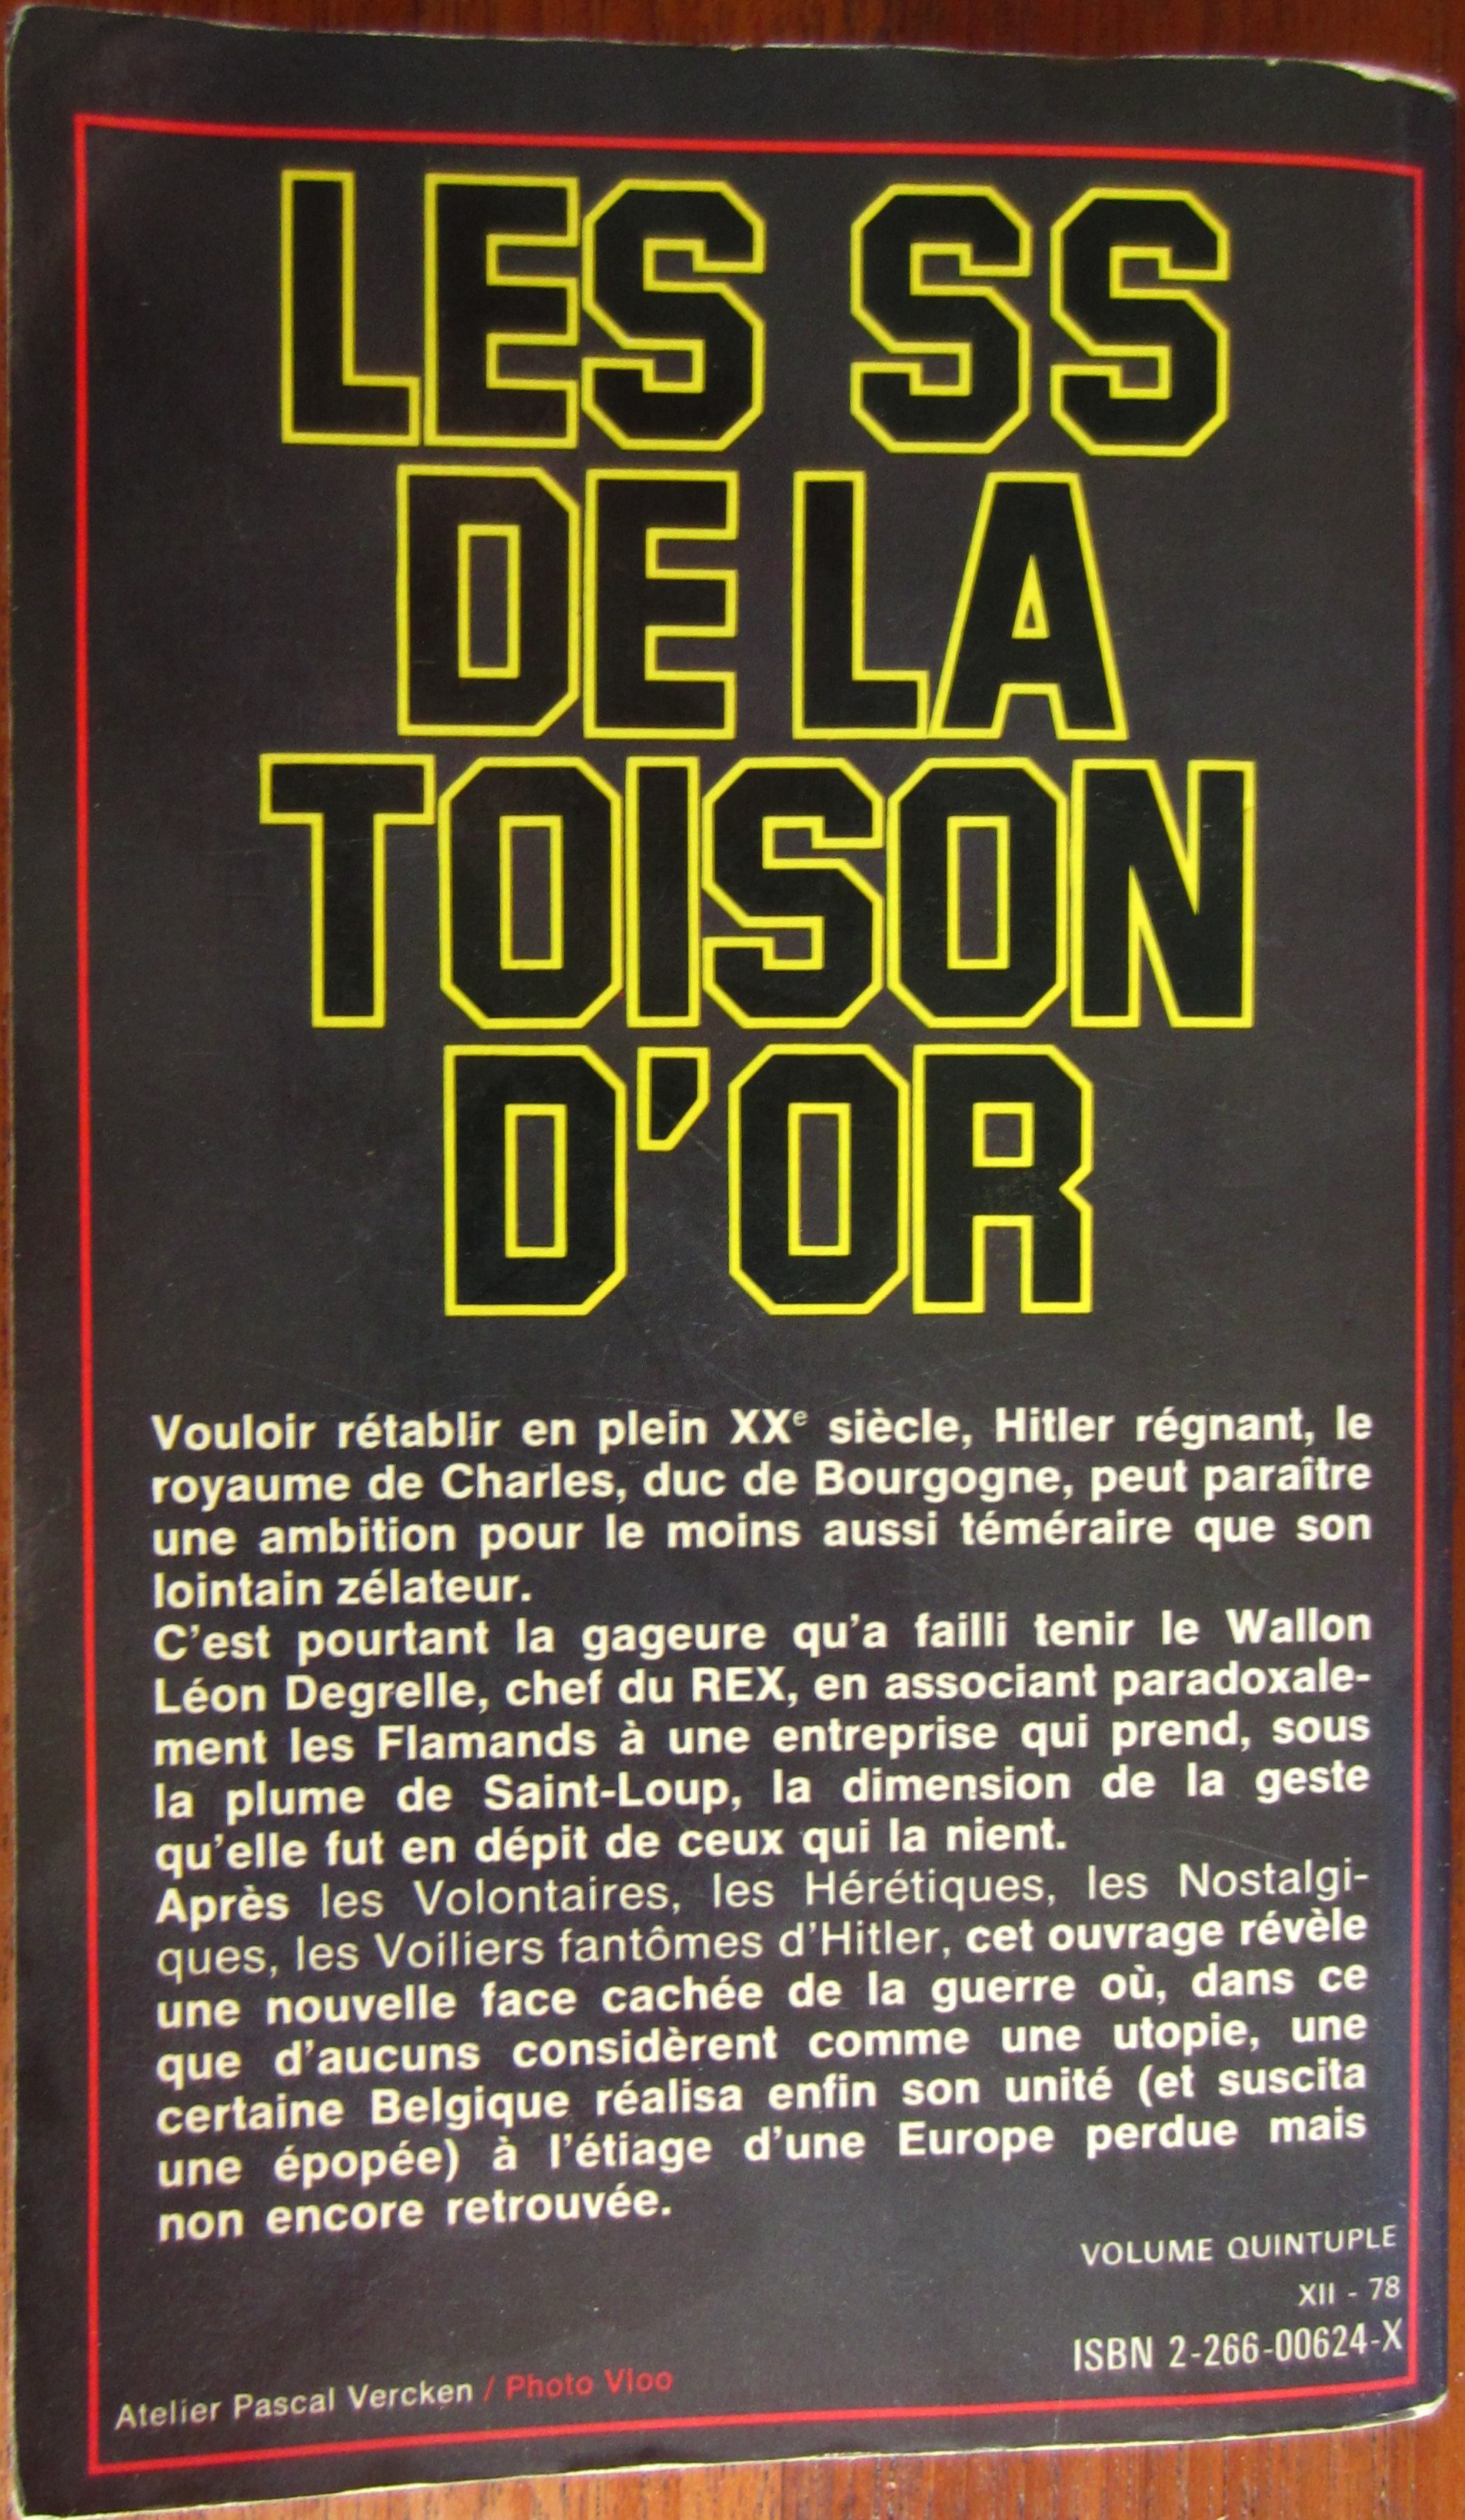 LES SS
DE LA
TOISON
D'OR
Vouloir rétablir en plein XXe siècle, Hitler régnant, le
royaume de Charles, duc de Bourgogne, peut paraître
une ambition pour le moins aussi téméraire que son
lointain zélateur.
C'est pourtant la gageure qu'a failli tenir le Wallon
Léon Degrelle, chef du REX, en associant paradoxale-
ment les Flamands à une entreprise qui prend, sous
la plume de Saint-Loup, la dimension de la geste
qu'elle fut en dépit de ceux qui la nient.
Après les Volontaires, les Hérétiques, les Nostalgi-
ques, les Voiliers fantômes d'Hitler, cet ouvrage révèle
une nouvelle face cachée de la guerre où, dans ce
que d'aucuns considèrent comme une utopie, une
certaine Belgique réalisa enfin son unité (et suscita
une épopée) à l'étiage d'une Europe perdue mais
non encore retrouvée.
VOLUME QUINTUPLE
XII - 78
ISBN 2-266-00624-X
Atelier Pascal Vercken / Photo Vloo